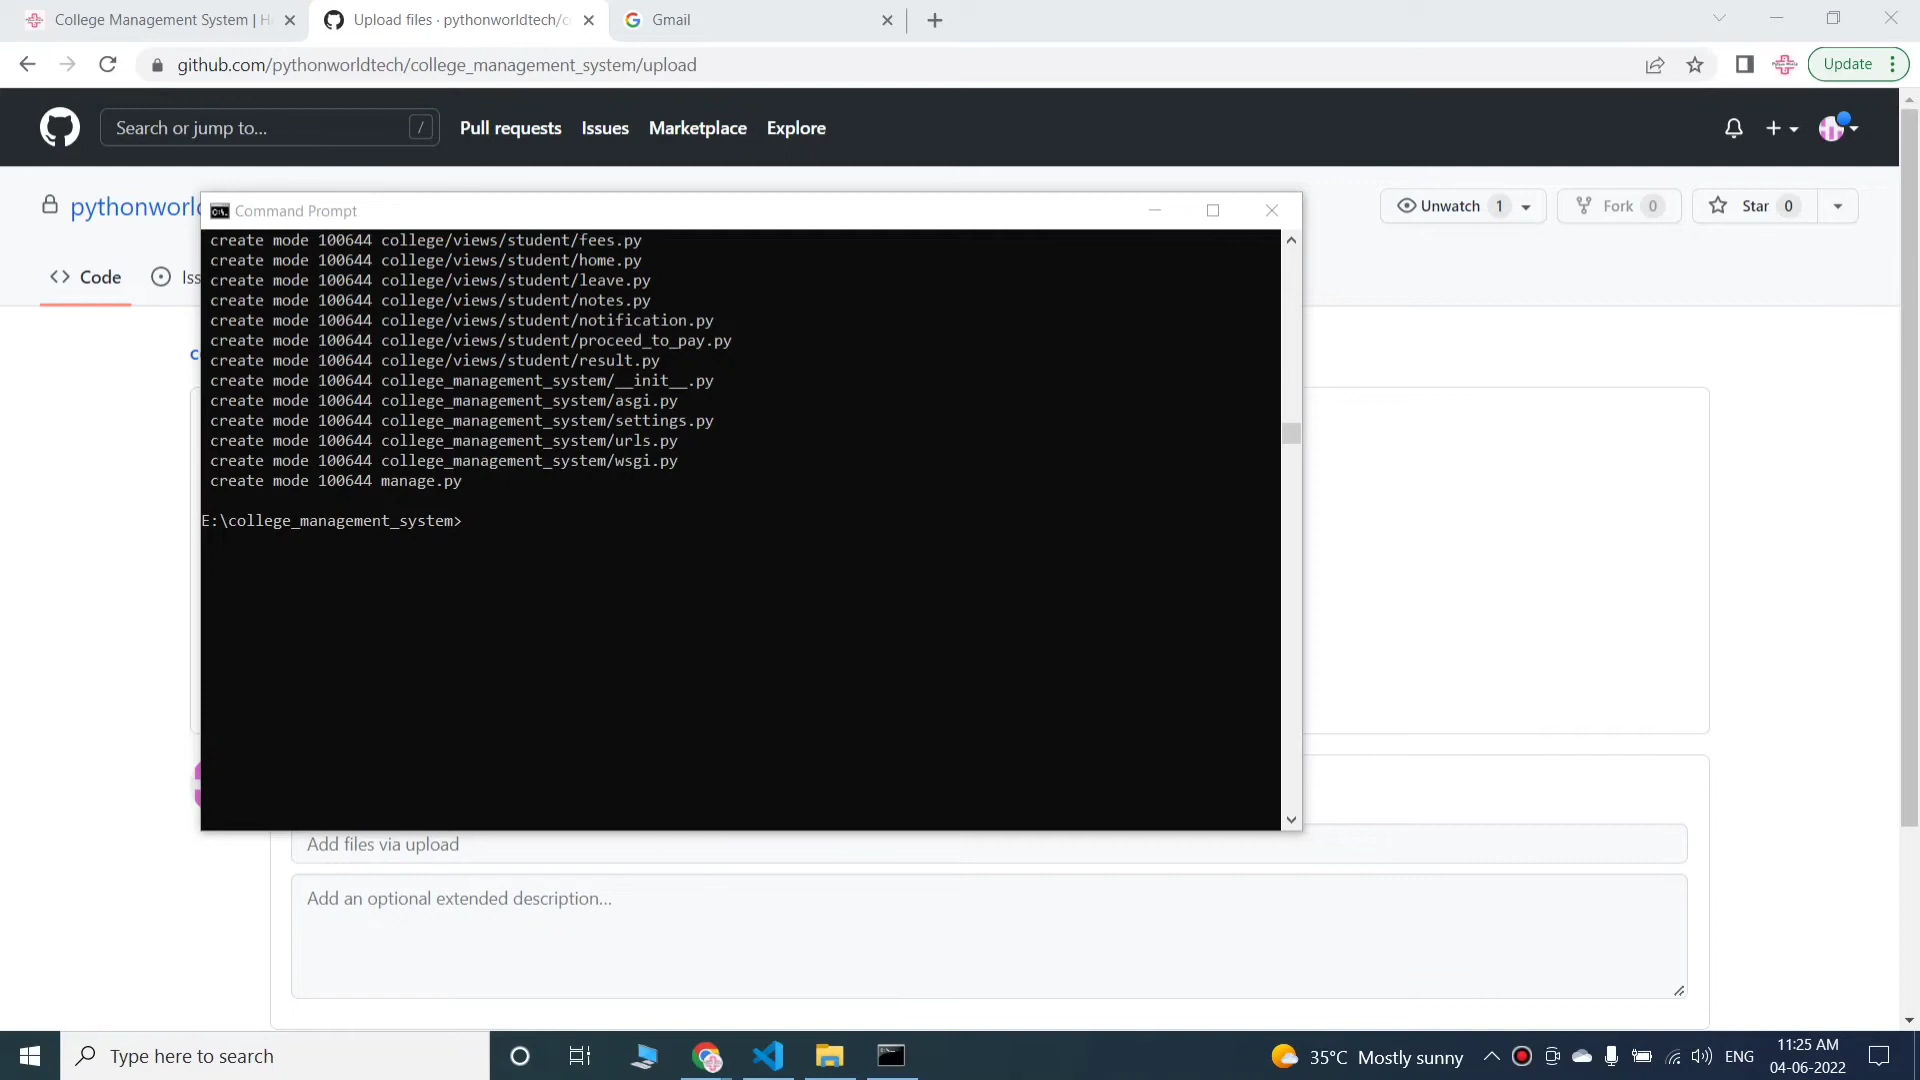 College Management System | H
Upload files · pythonworldtech/c
Gmail
github.com/pythonworldtech/college_management_system/upload
Update
Search or jump to...
/
Pull requests
Issues
Marketplace
Explore
pythonworl
Unwatch 1
Fork 0
Star 0
Code
Iss
Command Prompt
create mode 100644 college/views/student/fees.py
create mode 100644 college/views/student/home.py
create mode 100644 college/views/student/leave.py
create mode 100644 college/views/student/notes.py
create mode 100644 college/views/student/notification.py
create mode 100644 college/views/student/proceed_to_pay.py
create mode 100644 college/views/student/result.py
create mode 100644 college_management_system/__init__.py
create mode 100644 college_management_system/asgi.py
create mode 100644 college_management_system/settings.py
create mode 100644 college_management_system/urls.py
create mode 100644 college_management_system/wsgi.py
create mode 100644 manage.py
E:\college_management_system>
Add files via upload
Add an optional extended description...
Type here to search
35°C Mostly sunny
ENG
11:25 AM
04-06-2022